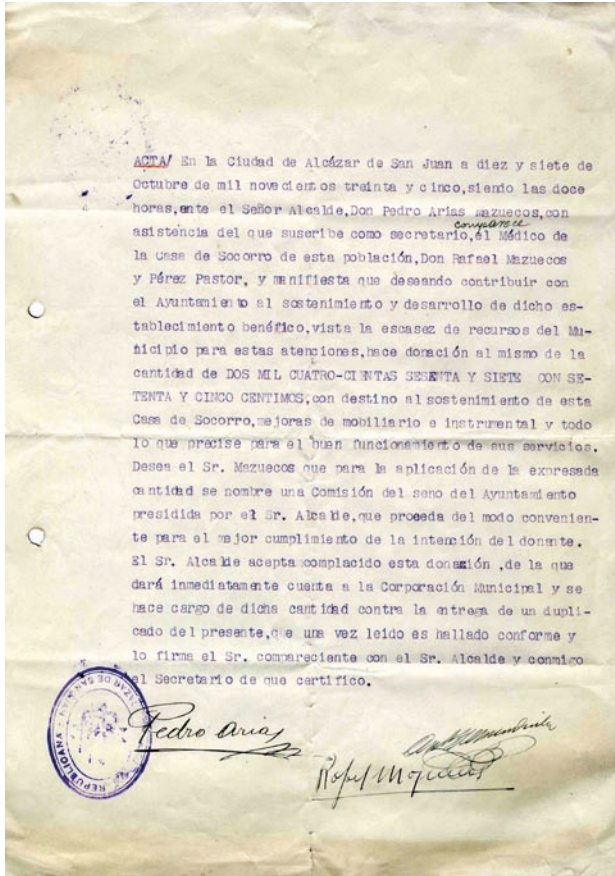 ACTA/ En la Ciudad de Alcázar de San Juan a diez y siete de
Octubre de mil novecientos treinta y cinco,siendo las doce
horas,ante el Señor Alcalde,Don Pedro Arias Mazuecos,con
comparece
asistencia del que suscribe como secretario,el Médico de
la Casa de Socorro de esta población,Don Rafael Mazuecos
y Pérez Pastor, y manifiesta que deseando contribuir con
el Ayuntamiento al sostenimiento y desarrollo de dicho es-
tablecimiento benéfico,vista la escasez de recursos del Mu-
nicipio para estas atenciones,hace donación al mismo de la
cantidad de DOS MIL CUATRO-CIENTAS SESENTA Y SIETE CON SE-
TENTA Y CINCO CENTIMOS,con destino al sostenimiento de esta
Casa de Socorro,mejoras de mobiliario e instrumental y todo
lo que precise para el buen funcionamiento de sus servicios.
Desea el Sr. Mazuecos que para la aplicación de la expresada
cantidad se nombre una Comisión del seno del Ayuntamiento
presidida por el Sr. Alcalde,que proceda del modo convenien-
te para el mejor cumplimiento de la intención del donante.
El Sr. Alcalde acepta complacido esta donación ,de la que
dará inmediatamente cuenta a la Corporación Municipal y se
hace cargo de dicha cantidad contra la entrega de un dupli-
cado del presente,que una vez leido es hallado conforme y
lo firma el Sr. compareciente con el Sr. Alcalde y conmigo
el Secretario de que certifico.
Pedro Arias
Rafael Mazuecos
REPUBLICANA